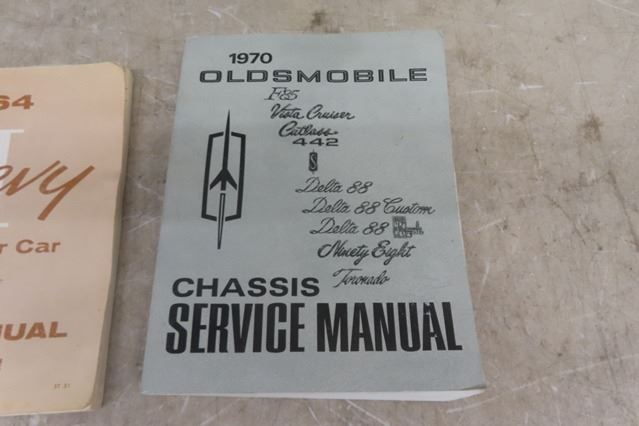 64
vy
r Car
UAL
1970
OLDSMOBILE
F85
Vista Cruiser
Cutlass
442
S
Delta 88
Delta 88 Custom
Delta 88
Ninety Eight
Toronado
CHASSIS
SERVICE MANUAL